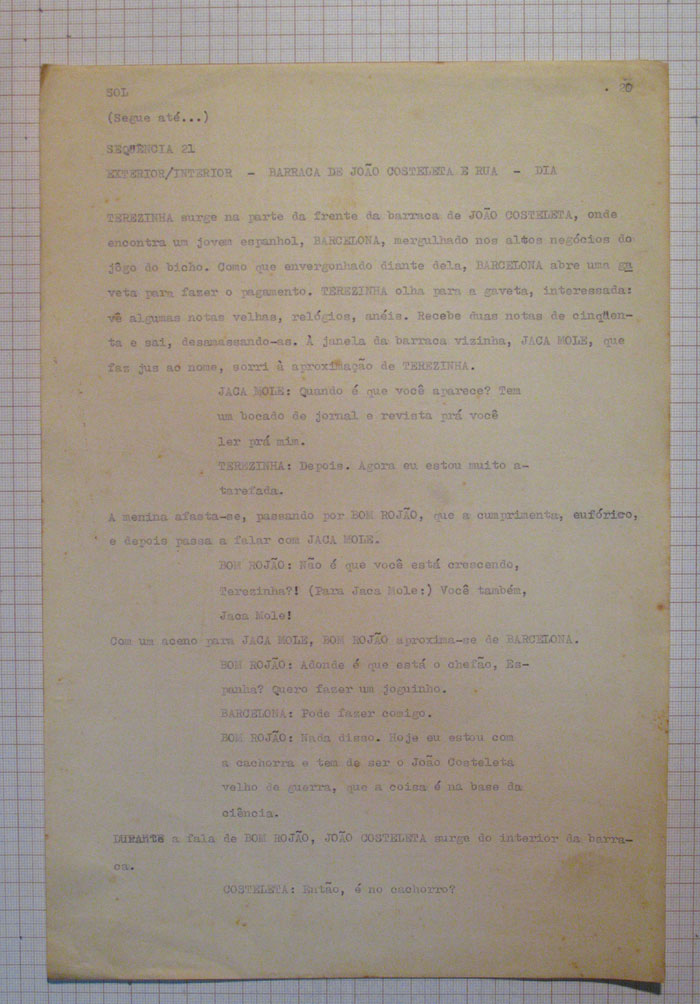 SOL . 20
(Segue até...)
SEQUÊNCIA 21
EXTERIOR/INTERIOR - BARRACA DE JOÃO COSTELETA E RUA - DIA
TEREZINHA surge na parte da frente da barraca de JOÃO COSTELETA, onde
encontra um jovem espanhol, BARCELONA, mergulhado nos altos negócios do
jôgo do bicho. Como que envergonhado diante dela, BARCELONA abre uma ga
veta para fazer o pagamento. TEREZINHA olha para a gaveta, interessada:
vê algumas notas velhas, relógios, anéis. Recebe duas notas de cinqüen-
ta e sai, desamassando-as. À janela da barraca vizinha, JACA MOLE, que
faz jus ao nome, sorri à aproximação de TEREZINHA.
JACA MOLE: Quando é que você aparece? Tem
um bocado de jornal e revista prá você
ler prá mim.
TEREZINHA: Depois. Agora eu estou muito a-
tarefada.
A menina afasta-se, passando por BOM ROJÃO, que a cumprimenta, eufórico,
e depois passa a falar com JACA MOLE.
BOM ROJÃO: Não é que você está crescendo,
Terezinha?! (Para Jaca Mole:) Você também,
Jaca Mole!
Com um aceno para JACA MOLE, BOM ROJÃO aproxima-se de BARCELONA.
BOM ROJÃO: Adonde é que está o chefão, Es-
panha? Quero fazer um joguinho.
BARCELONA: Pode fazer comigo.
BOM ROJÃO: Nada disso. Hoje eu estou com
a cachorra e tem de ser o João Costeleta
velho de guerra, que a coisa é na base da
ciência.
DURANTE a fala de BOM ROJÃO, JOÃO COSTELETA surge do interior da barra-
ca.
COSTELETA: Então, é no cachorro?